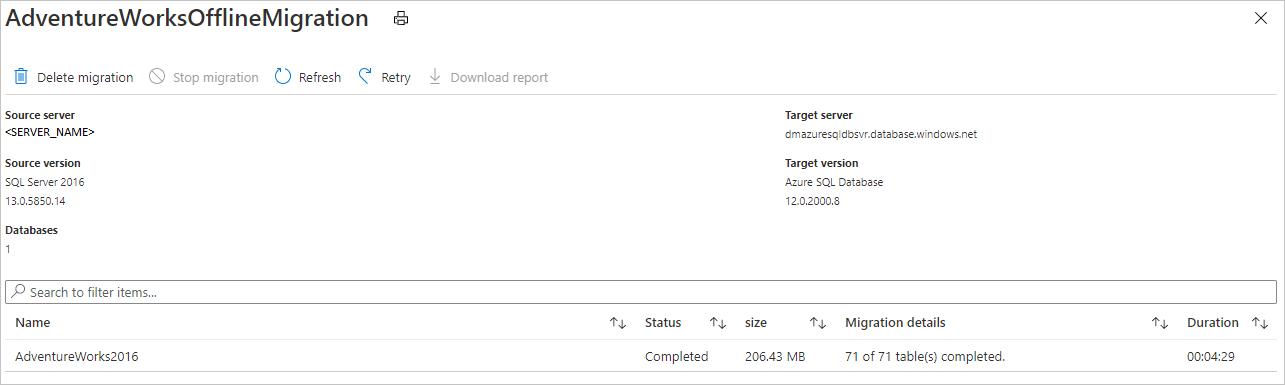 AdventureWorksOfflineMigration
Delete migration Stop migration Refresh Retry Download report
Source server Target server
<SERVER_NAME> dmazuresqldbsvr.database.windows.net
Source version Target version
SQL Server 2016 Azure SQL Database
13.0.5850.14 12.0.2000.8
Databases
1
Search to filter items...
Name Status size Migration details Duration
AdventureWorks2016 Completed 206.43 MB 71 of 71 table(s) completed. 00:04:29